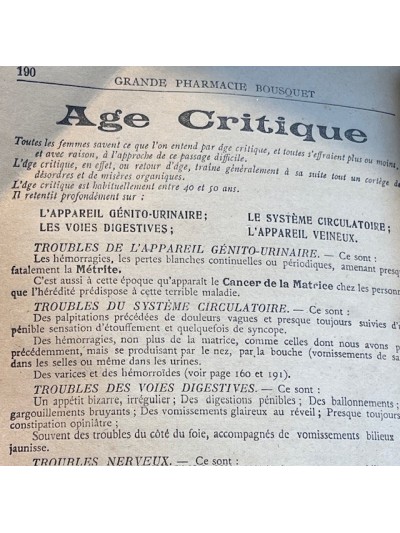 190
GRANDE PHARMACIE BOUSQUET
Age Critique
Toutes les femmes savent ce que l'on entend par âge critique, et toutes s'effraient plus ou moins,
et avec raison, à l'approche de ce passage difficile.
L'âge critique, en effet, ou retour d'âge, traîne généralement à sa suite tout un cortège de
désordres et de misères organiques.
L'âge critique est habituellement entre 40 et 50 ans.
Il retentit profondément sur :
L'APPAREIL GÉNITO-URINAIRE; LE SYSTÈME CIRCULATOIRE;
LES VOIES DIGESTIVES; L'APPAREIL VEINEUX.
TROUBLES DE L'APPAREIL GÉNITO-URINAIRE. — Ce sont :
Les hémorragies, les pertes blanches continuelles ou périodiques, amenant presque
fatalement la Métrite.
C'est aussi à cette époque qu'apparaît le Cancer de la Matrice chez les person
que l'hérédité prédispose à cette terrible maladie.
TROUBLES DU SYSTÈME CIRCULATOIRE. — Ce sont :
Des palpitations précédées de douleurs vagues et presque toujours suivies d'
pénible sensation d'étouffement et quelquefois de syncope.
Des hémorragies, non plus de la matrice, comme celles dont nous avons p
précédemment, mais se produisant par le nez, par la bouche (vomissements de sa
dans les selles ou même dans les urines.
Des varices et des hémorroïdes (voir page 160 et 191).
TROUBLES DES VOIES DIGESTIVES. — Ce sont :
Un appétit bizarre, irrégulier; Des digestions pénibles; Des ballonnements;
gargouillements bruyants; Des vomissements glaireux au réveil; Presque toujours
constipation opiniâtre;
Souvent des troubles du côté du foie, accompagnés de vomissements bilieux
jaunisse.
TROUBLES NERVEUX. — Ce sont :